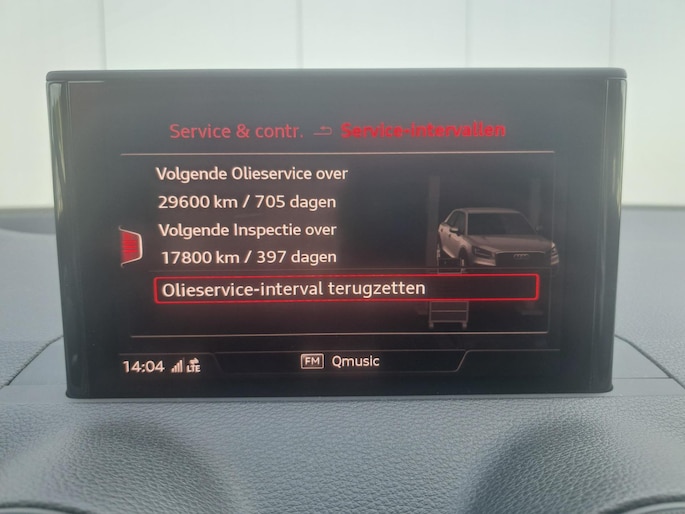 Service & contr. Service-intervallen
Volgende Olieservice over
29600 km / 705 dagen
Volgende Inspectie over
17800 km / 397 dagen
Olieservice-interval terugzetten
14:04 LTE FM Qmusic